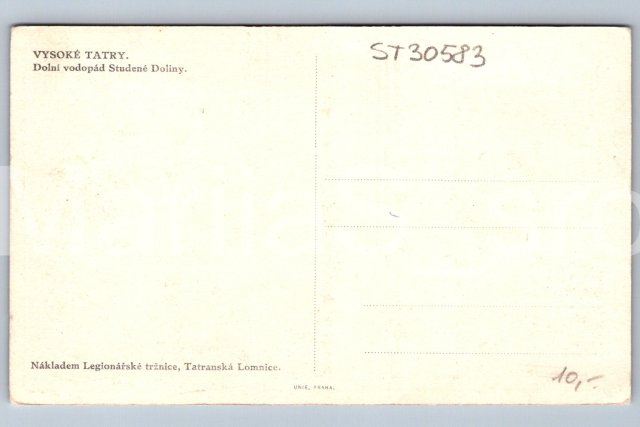 VYSOKÉ TATRY.
Dolní vodopád Studené Doliny.
ST30583
Nákladem Legionářské tržnice, Tatranská Lomnice.
UNIE, PRAHA.
10,-